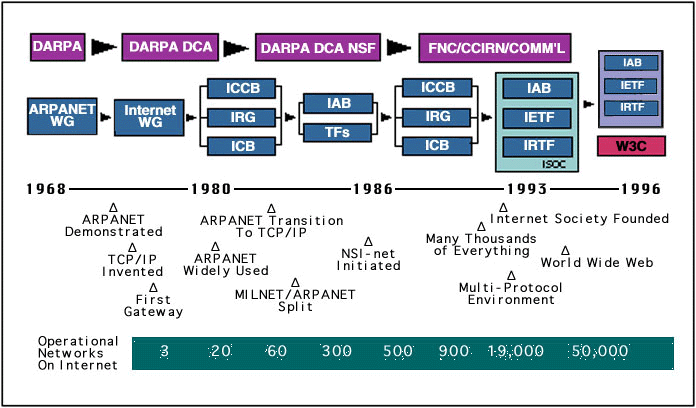 DARPA
DARPA DCA
DARPA DCA NSF
FNC/CCIRN/COMM'L
ARPANET
WG
Internet
WG
ICCB
IRG
ICB
IAB
TFs
ICCB
IRG
ICB
IAB
IETF
IRTF
ISOC
IAB
IETF
IRTF
W3C
1968
1980
1986
1993
1996
ARPANET
Demonstrated
TCP/IP
Invented
First
Gateway
ARPANET
Widely Used
ARPANET Transition
To TCP/IP
MILNET/ARPANET
Split
NSI-net
Initiated
Internet Society Founded
Many Thousands
of Everything
World Wide Web
Multi-Protocol
Environment
Operational
Networks
On Internet
3 20 60 300 500 900 19,000 50,000